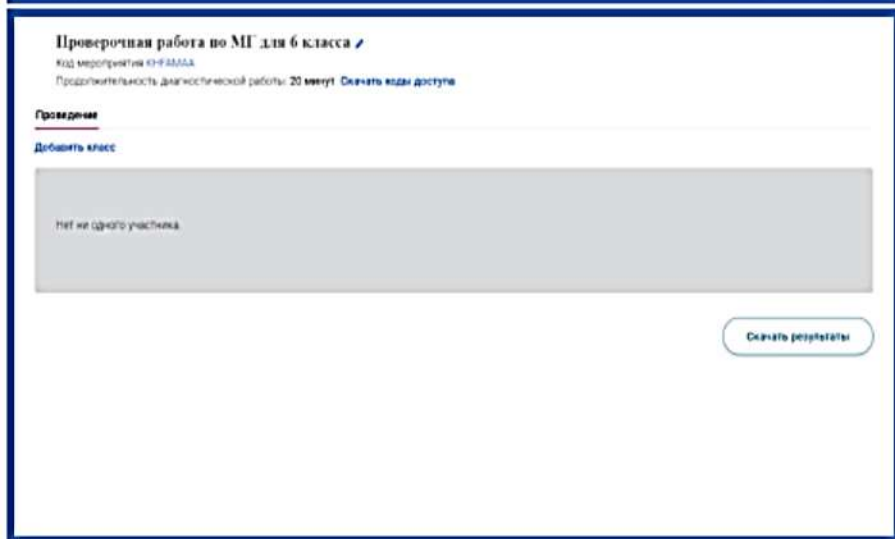 Проверочная работа по МГ для 6 класса
Код мероприятия
Продолжительность диагностической работы: 20 минут Скачать коды доступа
Проведение
Добавить класс
Нет ни одного участника.
Скачать результаты